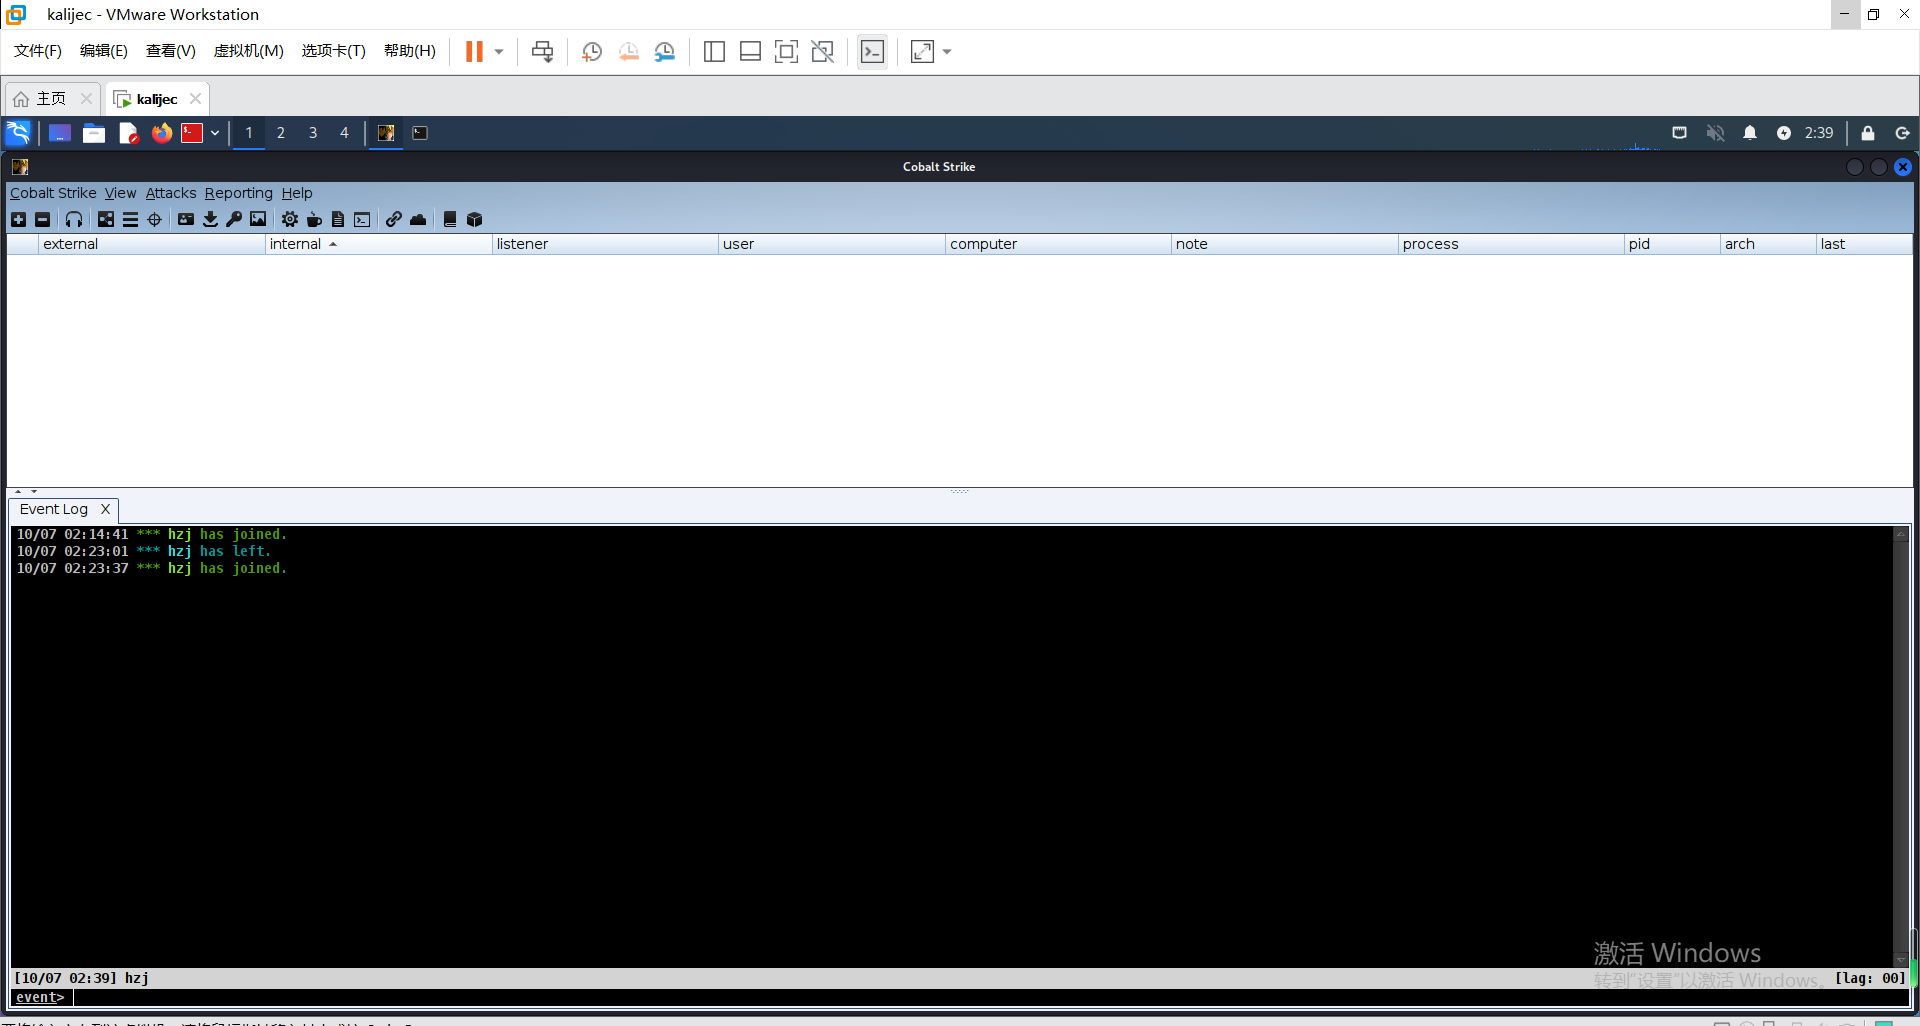 kalijec - VMware Workstation
文件(F) 编辑(E) 查看(V) 虚拟机(M) 选项卡(T) 帮助(H)
主页 kalijec
1 2 3 4 2:39
Cobalt Strike
Cobalt Strike View Attacks Reporting Help
external internal listener user computer note process pid arch last
Event Log X
10/07 02:14:41 *** hzj has joined.
10/07 02:23:01 *** hzj has left.
10/07 02:23:37 *** hzj has joined.
激活 Windows
转到"设置"以激活 Windows。
[10/07 02:39] hzj [lag: 00]
event>